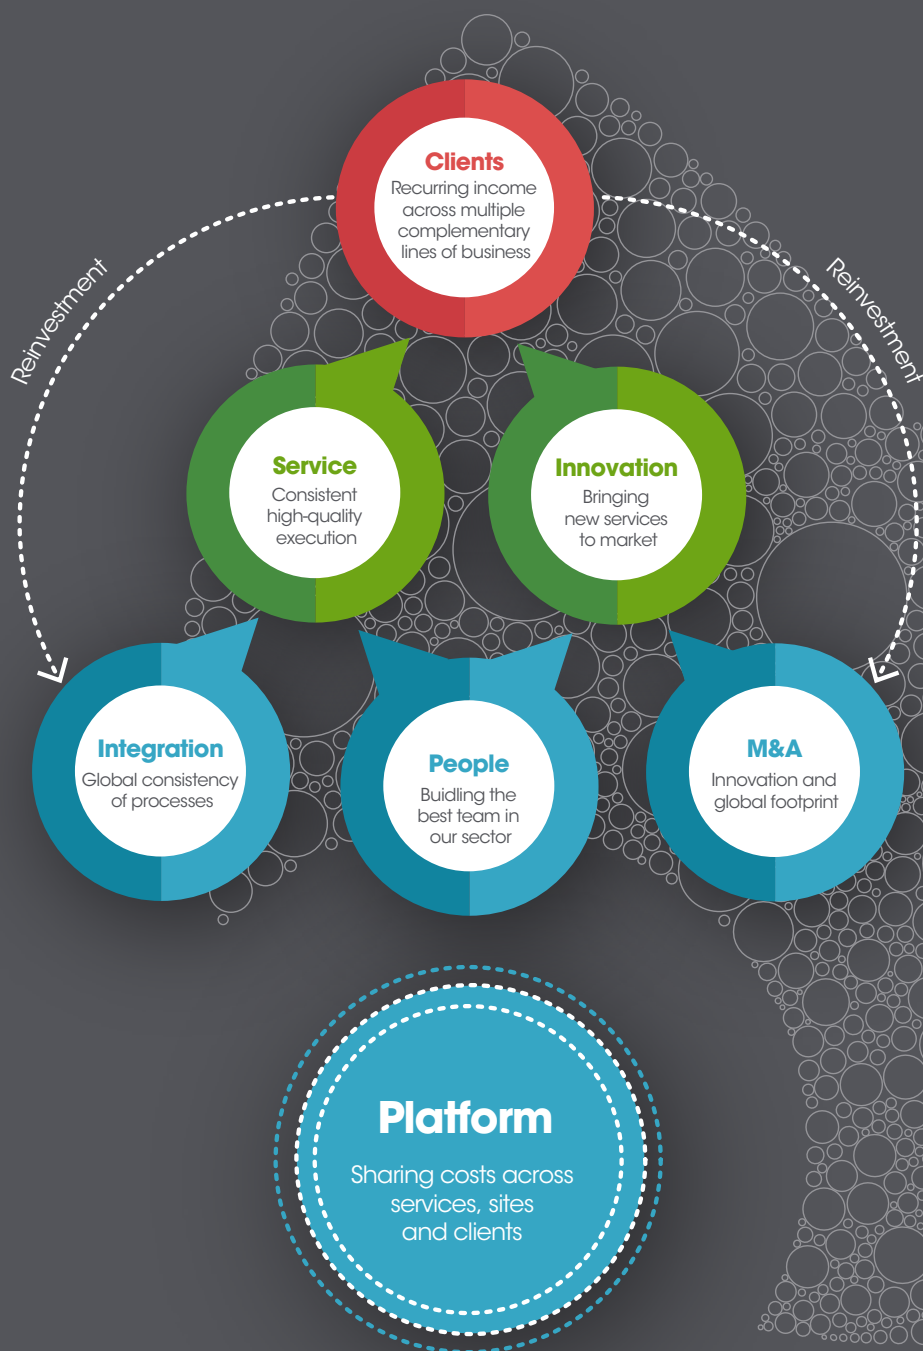 Clients
Recurring income
across multiple
complementary
lines of business
Reinvestment
Reinvestment
Service
Consistent
high-quality
execution
Innovation
Bringing
new services
to market
Integration
Global consistency
of processes
People
Buidling the
best team in
our sector
M&A
Innovation and
global footprint
Platform
Sharing costs across
services, sites
and clients